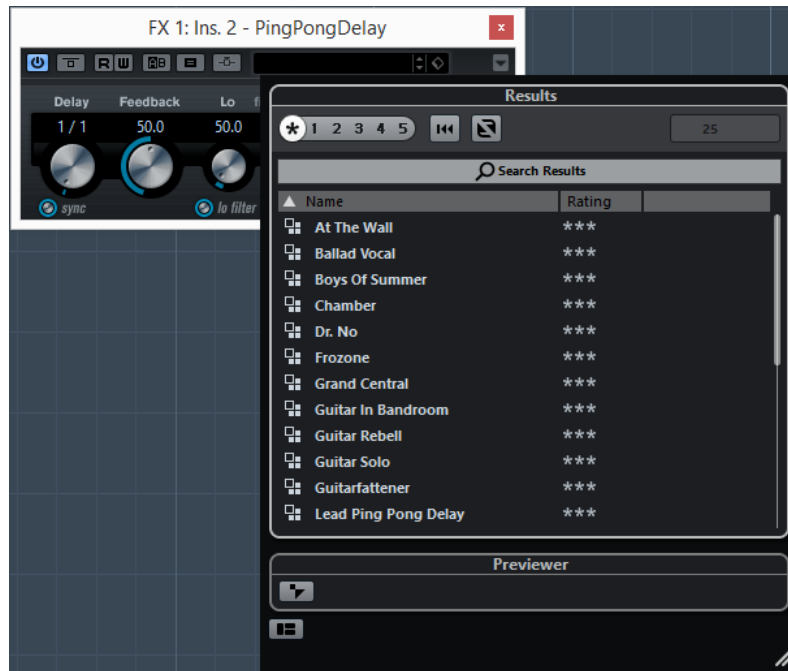 FX 1: Ins. 2 - PingPongDelay
x
R W A B
Delay Feedback Lo
1 / 1 50.0 50.0
sync lo filter
Results
* 1 2 3 4 5 25
Search Results
Name Rating
At The Wall ***
Ballad Vocal ***
Boys Of Summer ***
Chamber ***
Dr. No ***
Frozone ***
Grand Central ***
Guitar In Bandroom ***
Guitar Rebell ***
Guitar Solo ***
Guitarfattener ***
Lead Ping Pong Delay ***
Previewer